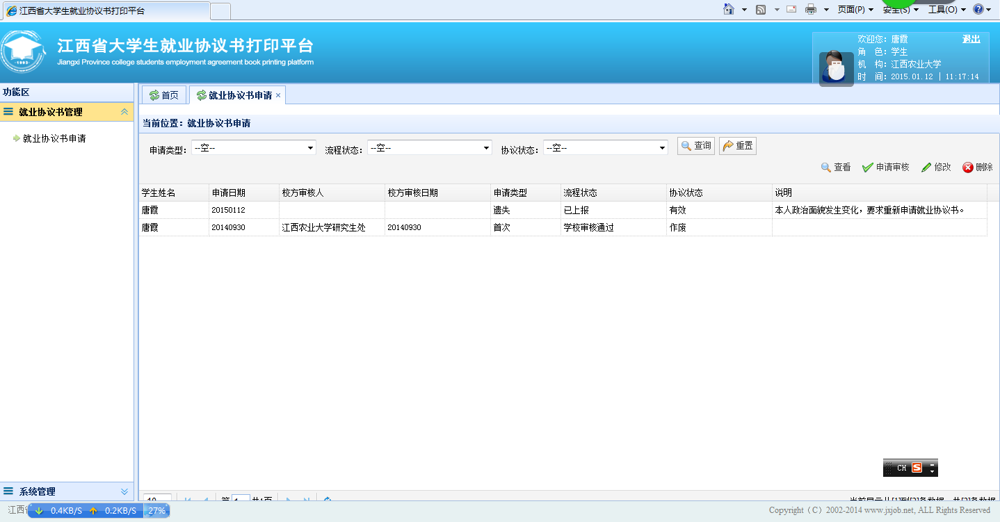 江西省大学生就业协议书打印平台
页面(P) 安全(S) 工具(O)
江西省大学生就业协议书打印平台
Jiangxi Province college students employment agreement book printing platform
欢迎您: 唐霞 退出
角 色: 学生
机 构: 江西农业大学
时 间: 2015.01.12 | 11:17:14
功能区
就业协议书管理
就业协议书申请
首页 就业协议书申请 ×
当前位置: 就业协议书申请
申请类型: --空-- 流程状态: --空-- 协议状态: --空-- 查询 重置
查看 申请审核 修改 删除
学生姓名 申请日期 校方审核人 校方审核日期 申请类型 流程状态 协议状态 说明
唐霞 20150112 遗失 已上报 有效 本人政治面貌发生变化，要求重新申请就业协议书。
唐霞 20140930 江西农业大学研究生处 20140930 首次 学校审核通过 作废
CH S
系统管理
10 第 1 共1页 当前显示从[1]到[2]条数据，共[2]条数据
江西 0.4KB/S 0.2KB/S 27%
Copyright（C）2002-2014 www.jxjob.net, ALL Rights Reserved